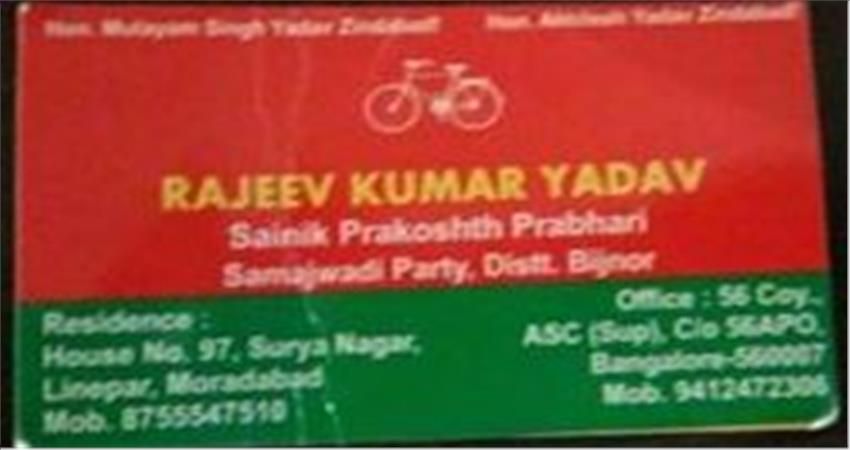 Hon. Mulayam Singh Yadav Zindabad! Hon. Akhilesh Yadav Zindabad!
RAJEEV KUMAR YADAV
Sainik Prakoshth Prabhari
Samajwadi Party, Distt. Bijnor
Residence :
House No. 97, Surya Nagar,
Linepar, Moradabad
Mob. 8755547510
Office : 56 Coy.,
ASC (Sup), C/o 56APO,
Bangalore-560007
Mob. 9412472306